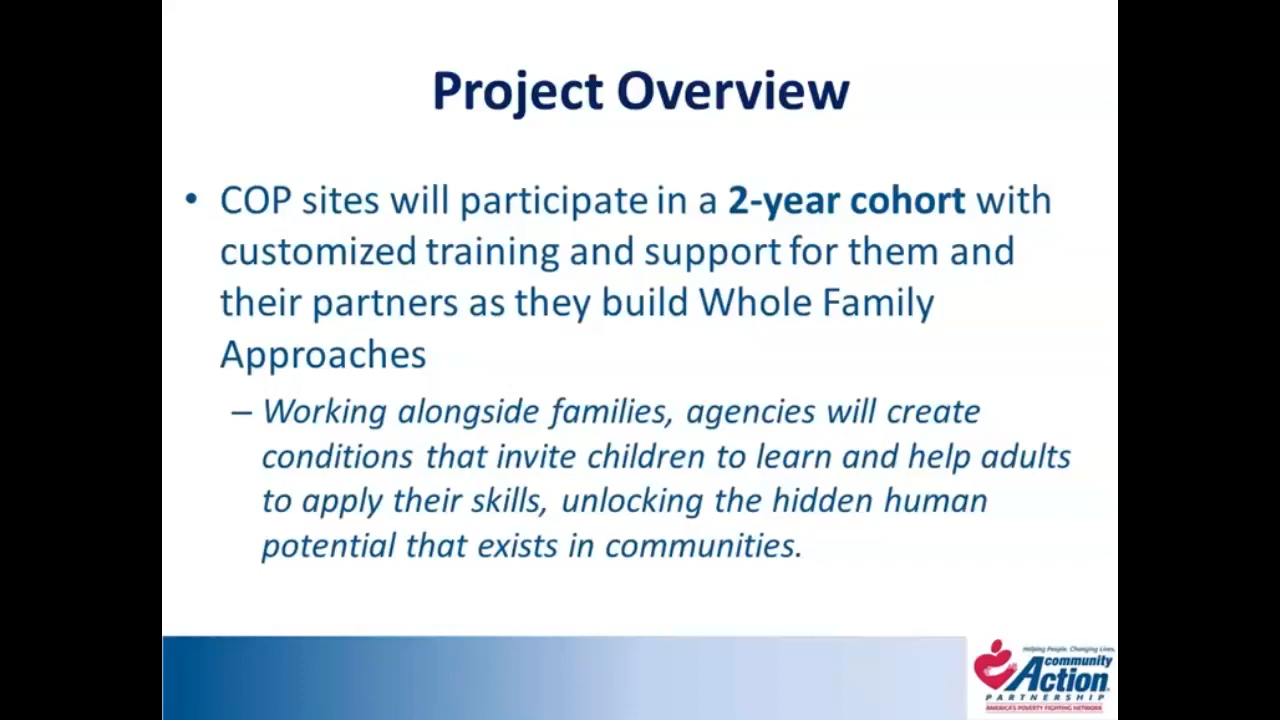 Project Overview
• COP sites will participate in a 2-year cohort with
customized training and support for them and
their partners as they build Whole Family
Approaches
– Working alongside families, agencies will create
conditions that invite children to learn and help adults
to apply their skills, unlocking the hidden human
potential that exists in communities.
Helping People. Changing Lives.
community
Action
PARTNERSHIP
AMERICA'S POVERTY FIGHTING NETWORK